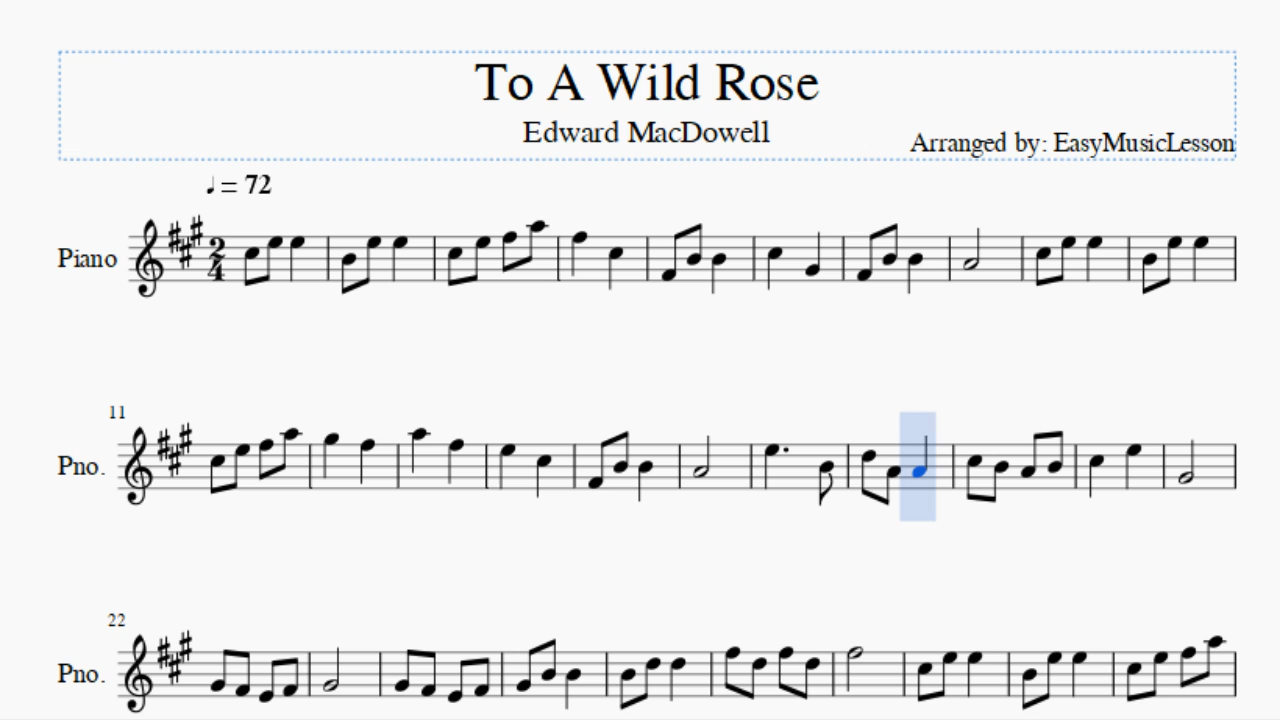 To A Wild Rose
Edward MacDowell
Arranged by: EasyMusicLesson
♩ = 72
Piano
2
4
11
Pno.
22
Pno.